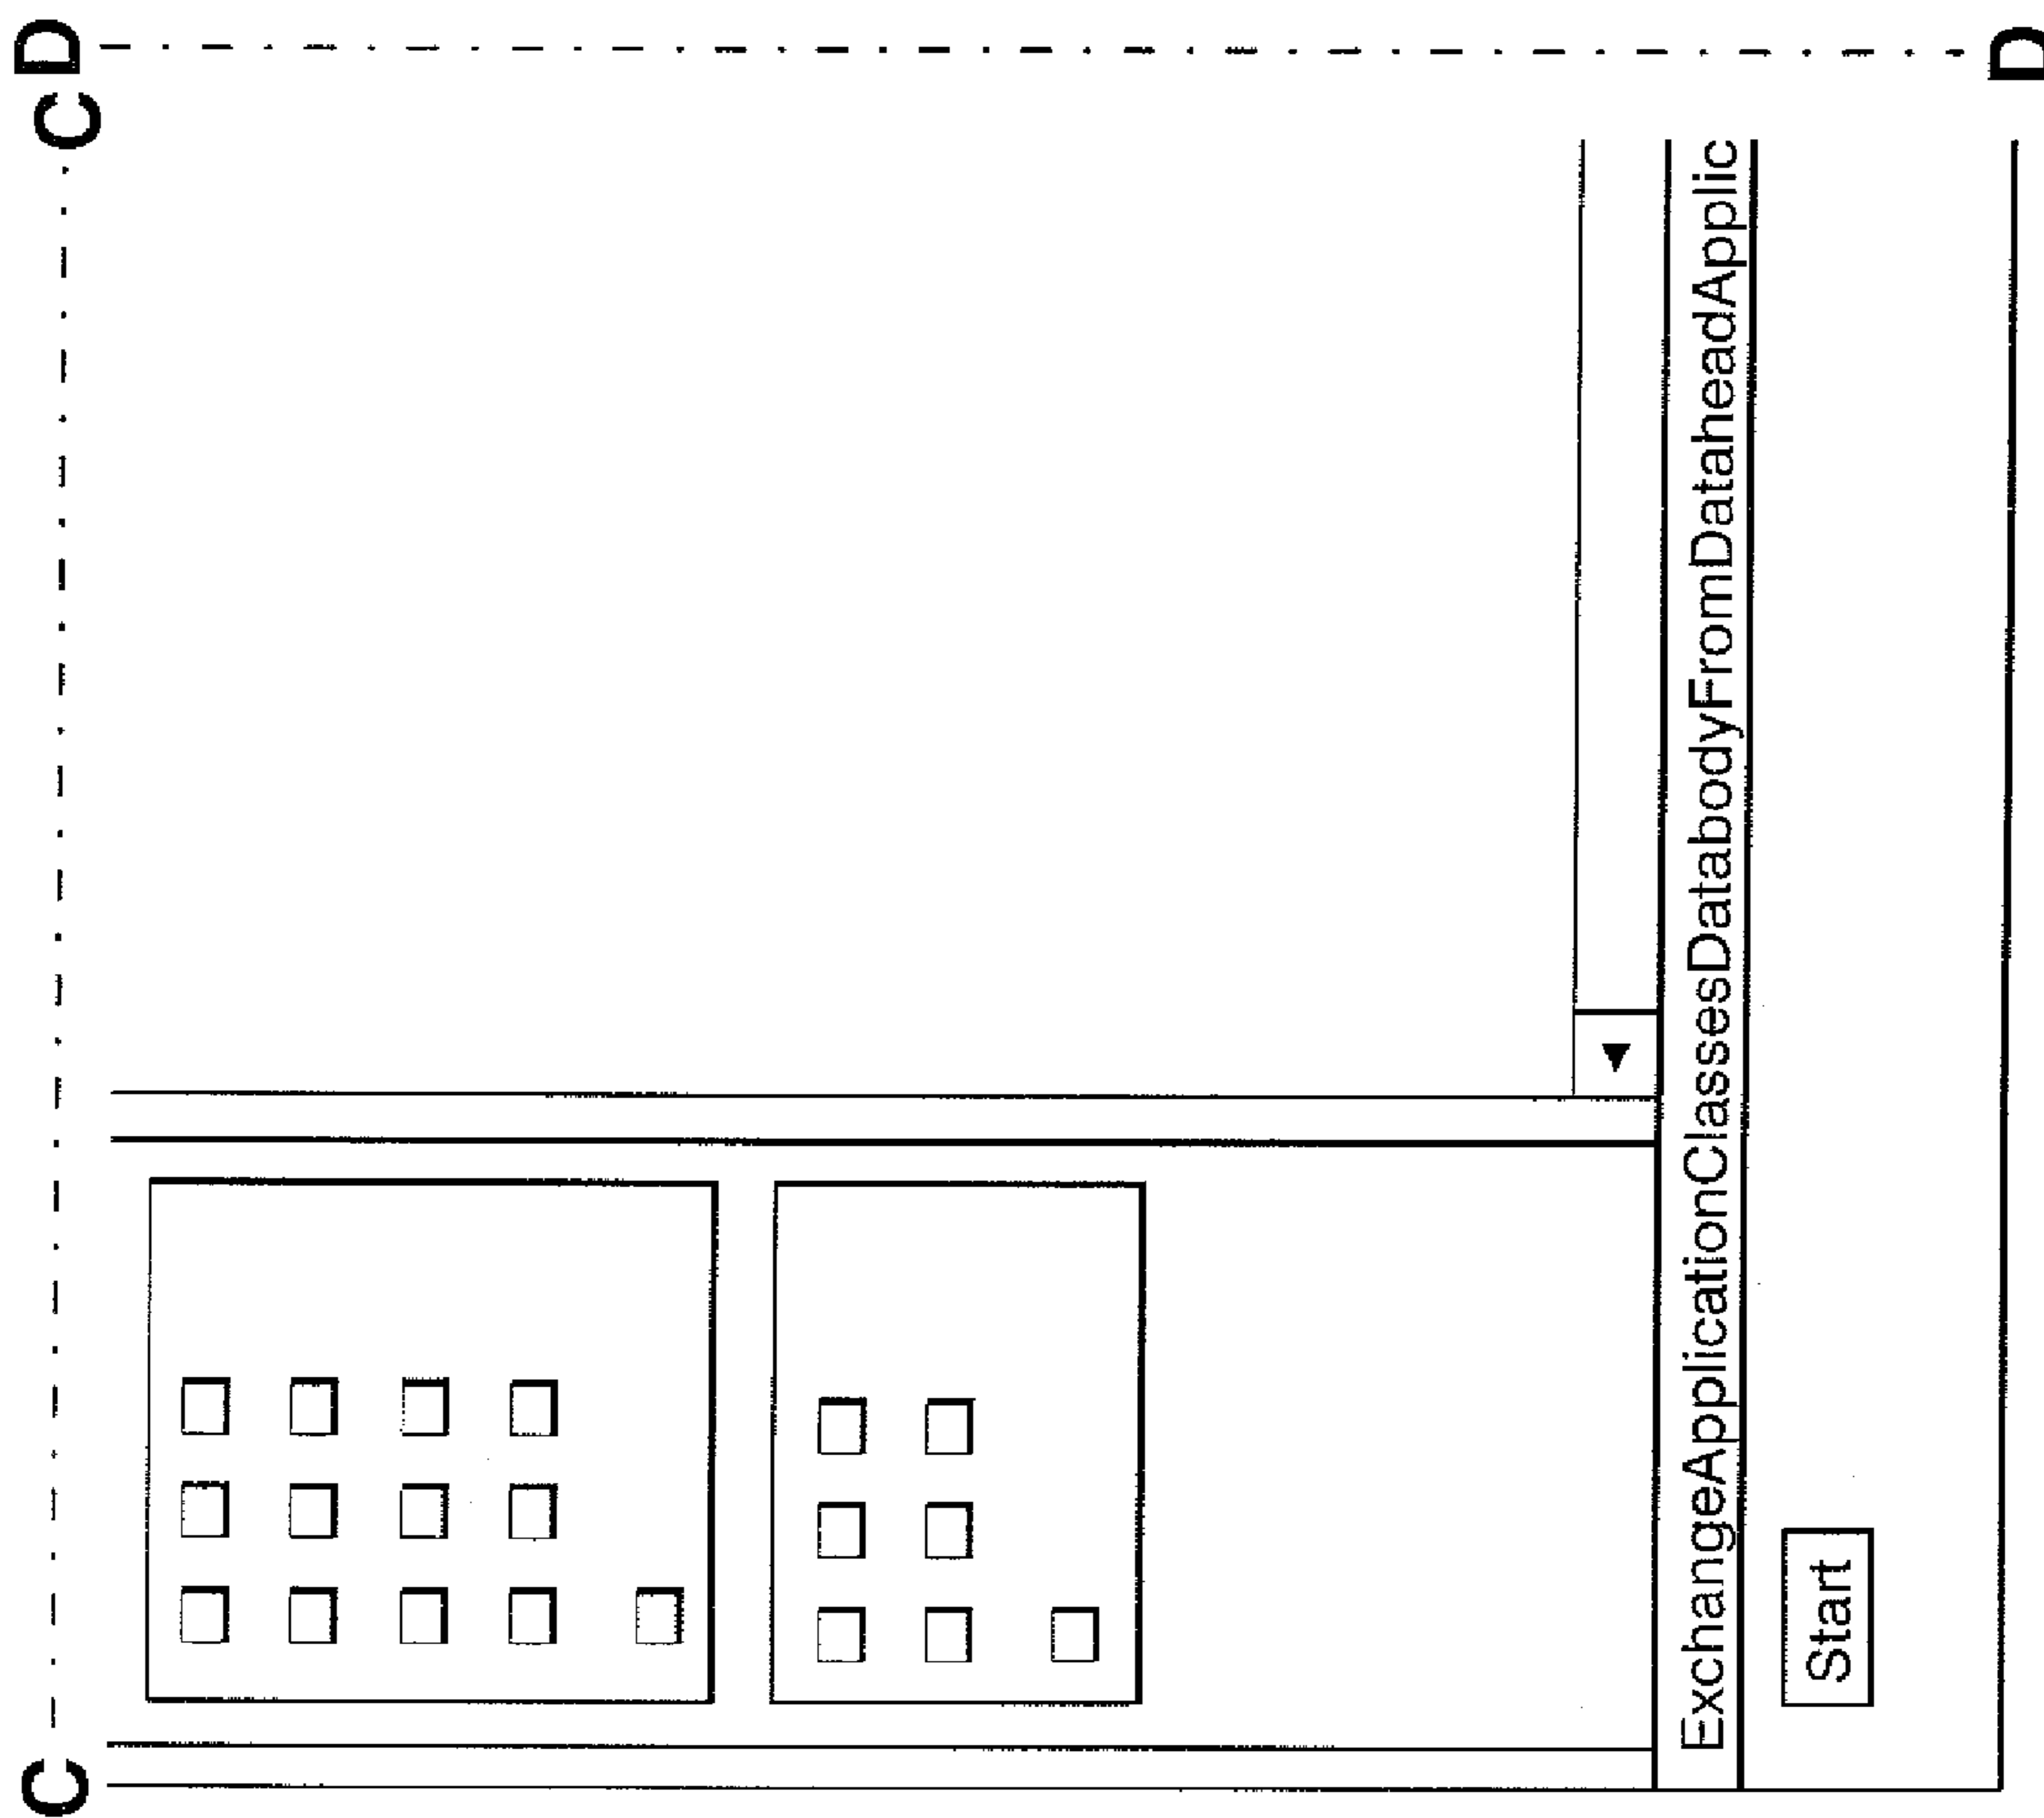 C C
D
ExchangeApplicationClassesDatabodyFromDataheadApplic
Start
D